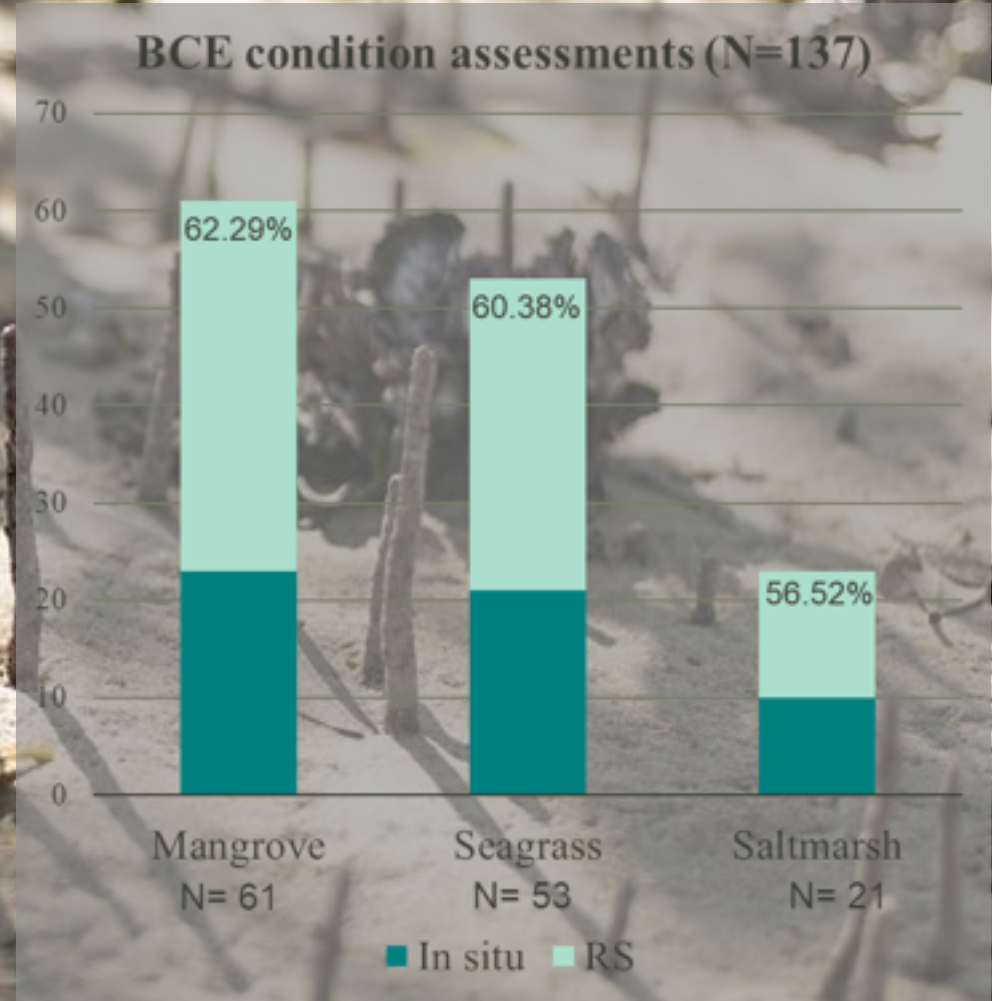 BCE condition assessments (N=137)
70
60
62.29%
60.38%
50
40
30
20
56.52%
10
0
Mangrove Seagrass Saltmarsh
N= 61 N= 53 N= 21
In situ RS